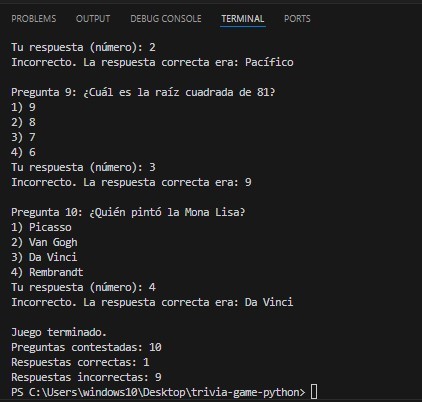 PROBLEMS OUTPUT DEBUG CONSOLE TERMINAL PORTS
Tu respuesta (número): 2
Incorrecto. La respuesta correcta era: Pacífico
Pregunta 9: ¿Cuál es la raíz cuadrada de 81?
1) 9
2) 8
3) 7
4) 6
Tu respuesta (número): 3
Incorrecto. La respuesta correcta era: 9
Pregunta 10: ¿Quién pintó la Mona Lisa?
1) Picasso
2) Van Gogh
3) Da Vinci
4) Rembrandt
Tu respuesta (número): 4
Incorrecto. La respuesta correcta era: Da Vinci
Juego terminado.
Preguntas contestadas: 10
Respuestas correctas: 1
Respuestas incorrectas: 9
PS C:\Users\windows10\Desktop\trivia-game-python>